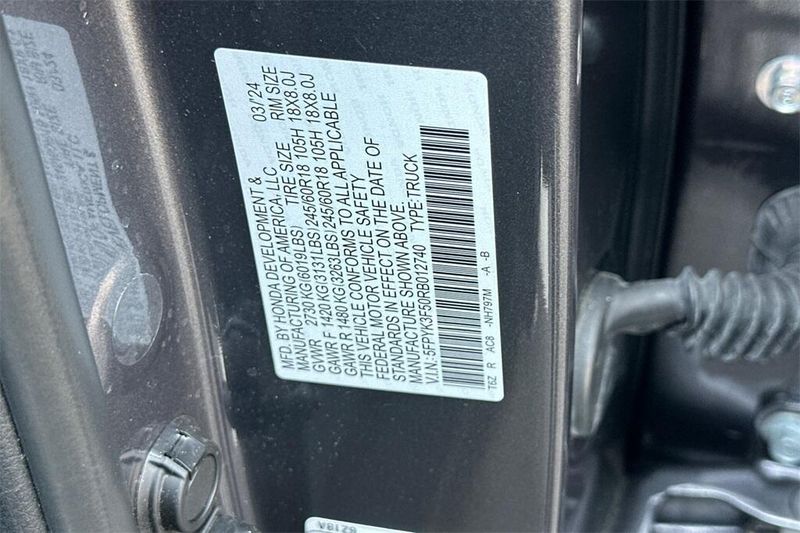 MFD. BY HONDA DEVELOPMENT &
MANUFACTURING OF AMERICA, LLC 03/24
GVWR 2730 KG(6019LBS) TIRE SIZE RIM SIZE
GAWR F 1420 KG(3131LBS) 245/60R18 105H 18X8.0J
GAWR R 1480 KG(3263LBS) 245/60R18 105H 18X8.0J
THIS VEHICLE CONFORMS TO ALL APPLICABLE
FEDERAL MOTOR VEHICLE SAFETY
STANDARDS IN EFFECT ON THE DATE OF
MANUFACTURE SHOWN ABOVE.
V.I.N.: 5FPYK3F50RB012740 TYPE:TRUCK
T6Z R AC8 -NH797M -A -B